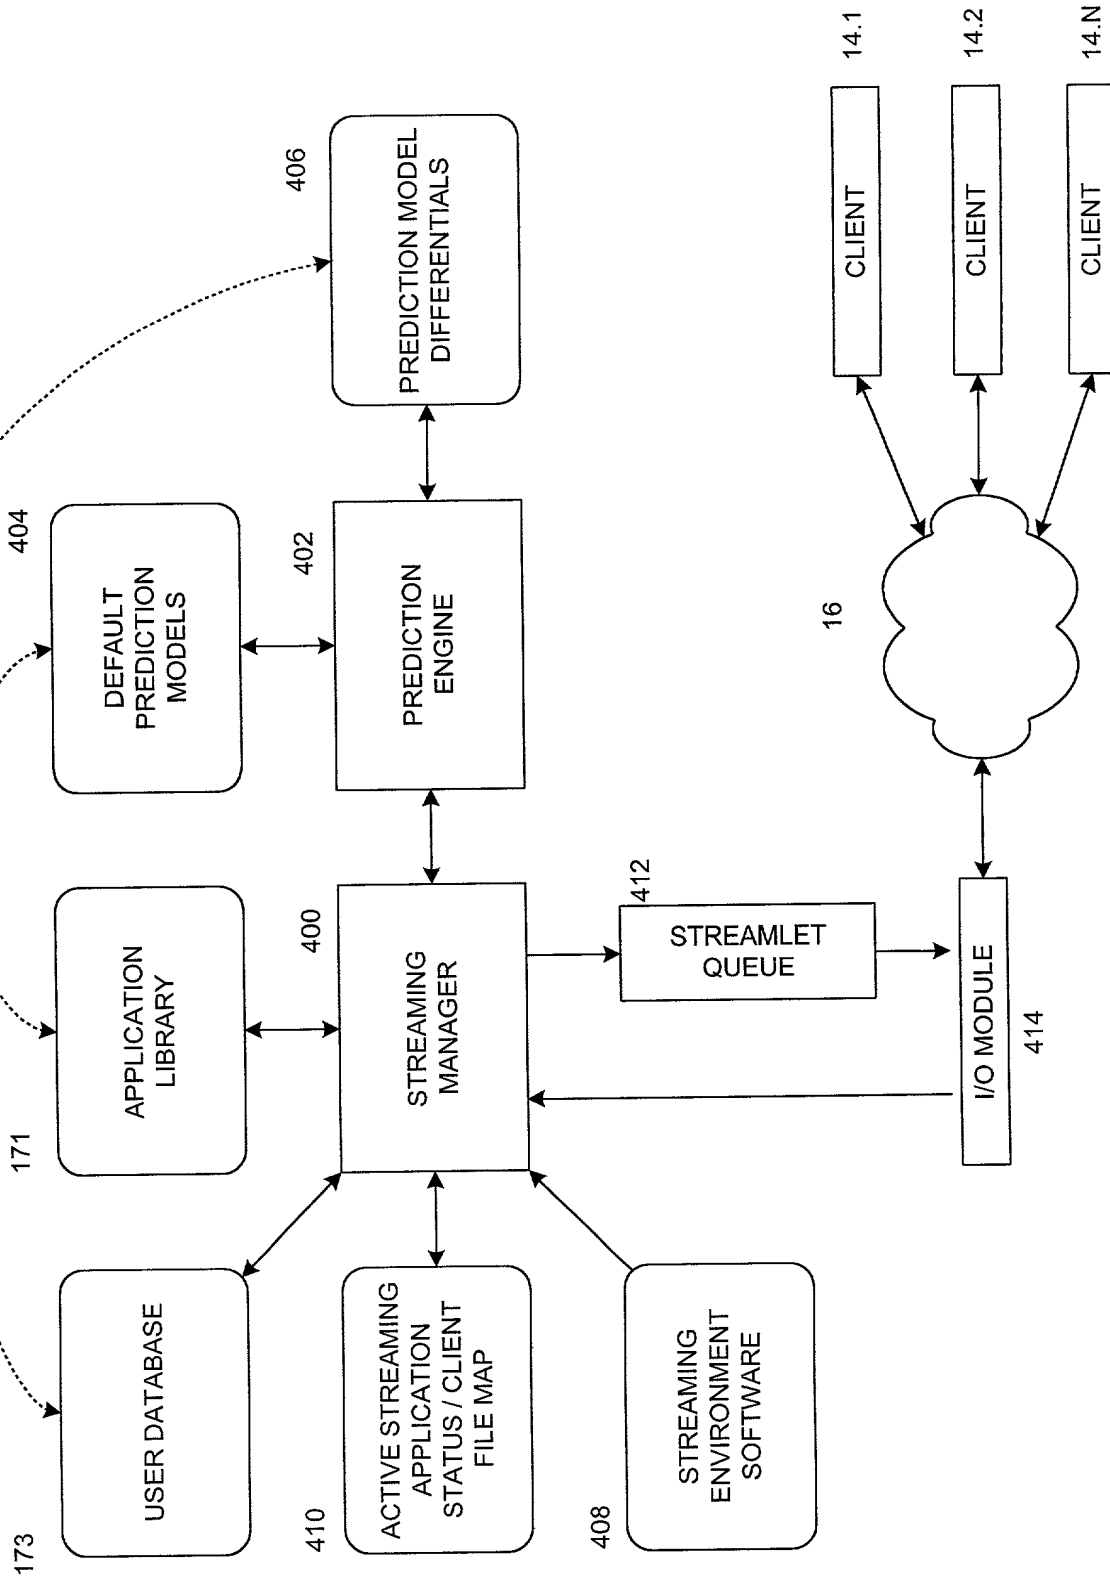 173
USER DATABASE
171
APPLICATION
LIBRARY
404
DEFAULT
PREDICTION
MODELS
410
ACTIVE STREAMING
APPLICATION
STATUS / CLIENT
FILE MAP
400
STREAMING
MANAGER
402
PREDICTION
ENGINE
406
PREDICTION MODEL
DIFFERENTIALS
408
STREAMING
ENVIRONMENT
SOFTWARE
412
STREAMLET
QUEUE
I/O MODULE
414
16
CLIENT
14.1
CLIENT
14.2
CLIENT
14.N